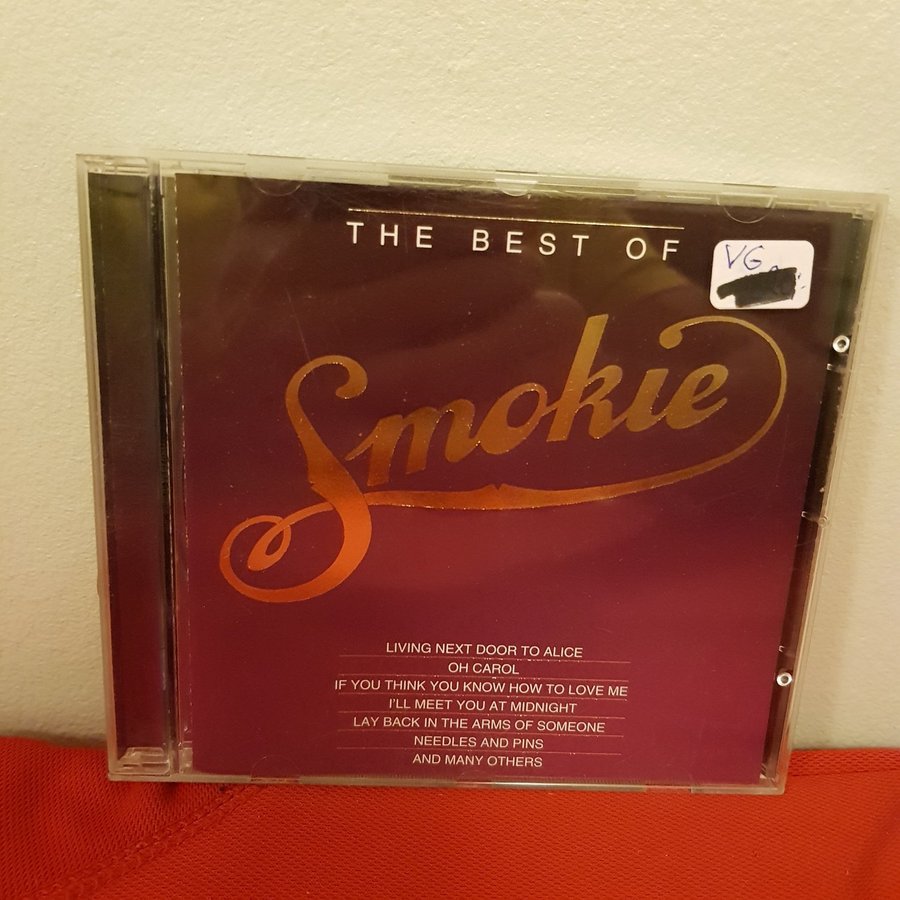 THE BEST OF
VG
Smokie
LIVING NEXT DOOR TO ALICE
OH CAROL
IF YOU THINK YOU KNOW HOW TO LOVE ME
I'LL MEET YOU AT MIDNIGHT
LAY BACK IN THE ARMS OF SOMEONE
NEEDLES AND PINS
AND MANY OTHERS